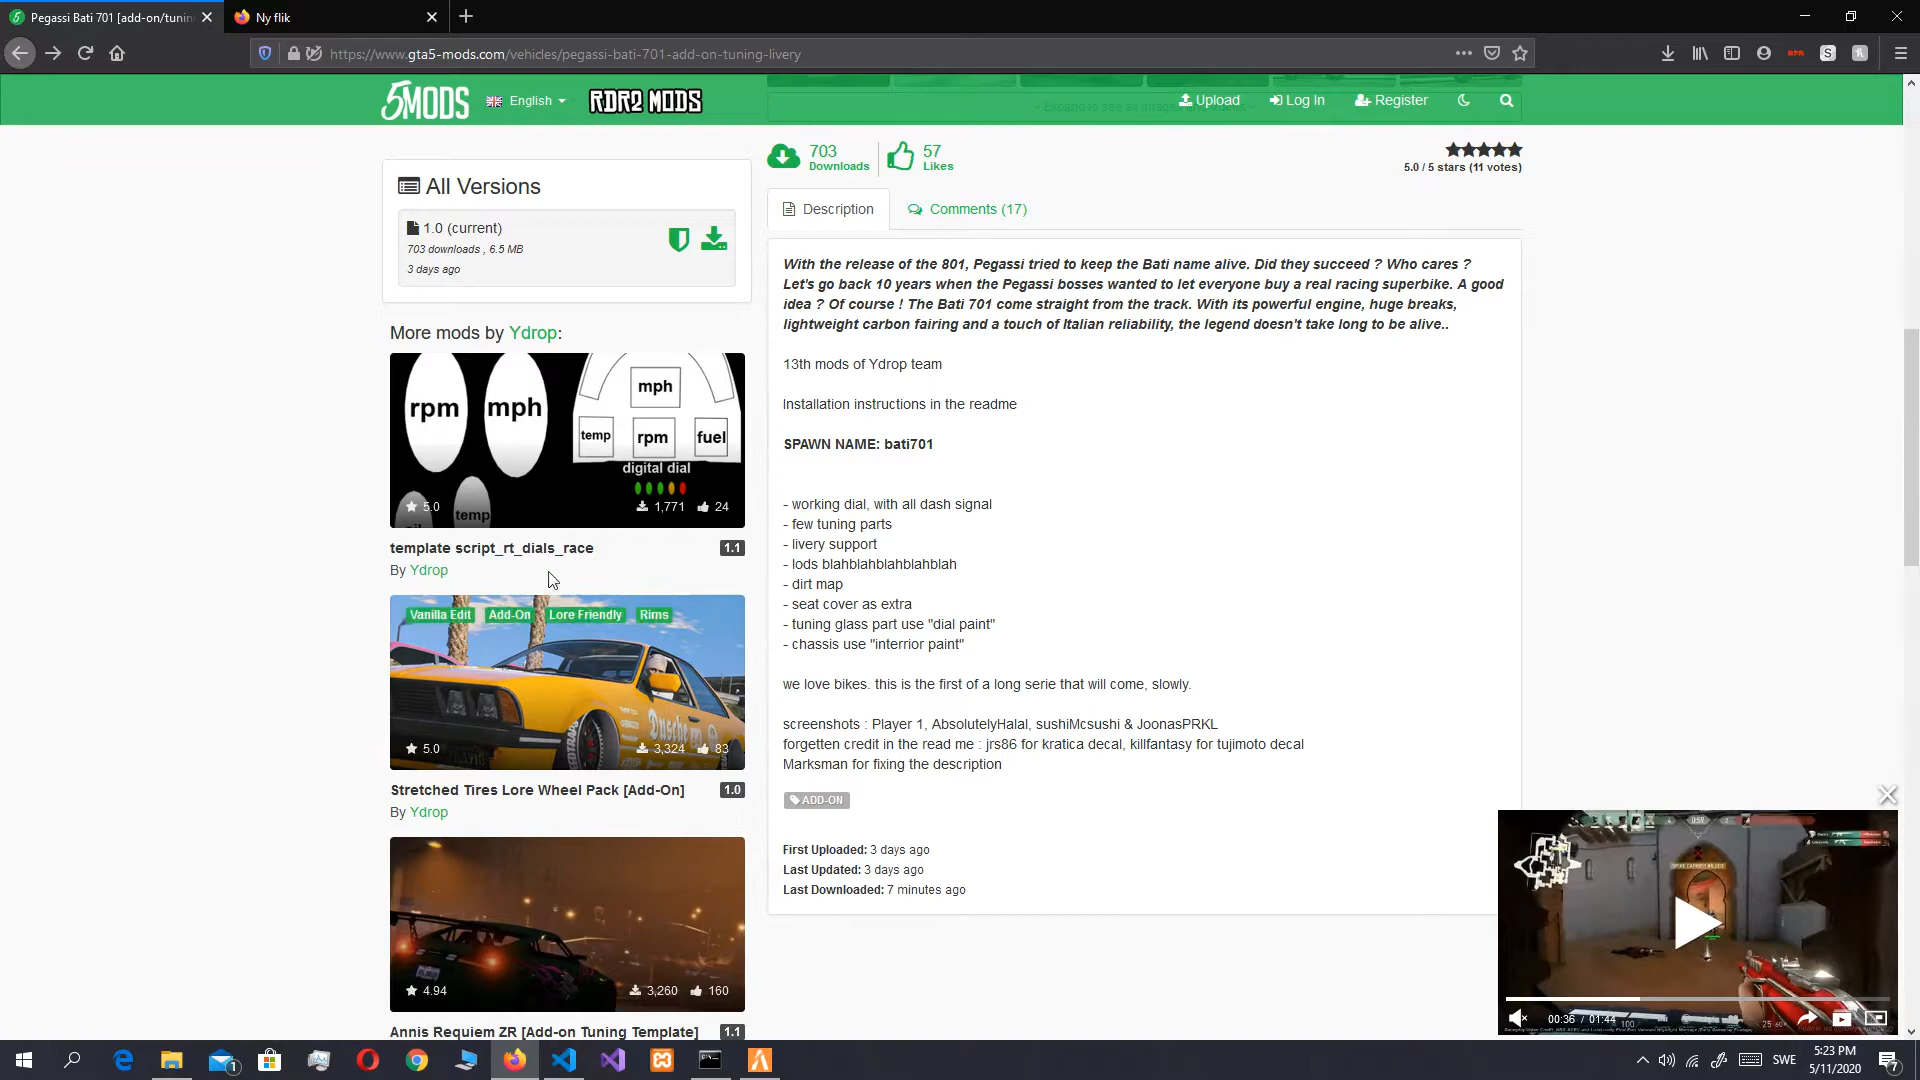 Pegassi Bati 701 [add-on/tunin
Ny flik
https://www.gta5-mods.com/vehicles/pegassi-bati-701-add-on-tuning-livery
5MODS
English
RDR2 MODS
Upload
Log In
Register
703
Downloads
57
Likes
5.0 / 5 stars (11 votes)
All Versions
1.0 (current)
703 downloads , 6.5 MB
3 days ago
Description
Comments (17)
With the release of the 801, Pegassi tried to keep the Bati name alive. Did they succeed ? Who cares ?
Let's go back 10 years when the Pegassi bosses wanted to let everyone buy a real racing superbike. A good
idea ? Of course ! The Bati 701 come straight from the track. With its powerful engine, huge breaks,
lightweight carbon fairing and a touch of Italian reliability, the legend doesn't take long to be alive..
13th mods of Ydrop team
Installation instructions in the readme
SPAWN NAME: bati701
- working dial, with all dash signal
- few tuning parts
- livery support
- lods blahblahblahblahblah
- dirt map
- seat cover as extra
- tuning glass part use "dial paint"
- chassis use "interrior paint"
we love bikes. this is the first of a long serie that will come, slowly.
screenshots : Player 1, AbsolutelyHalal, sushiMcsushi & JoonasPRKL
forgetten credit in the read me : jrs86 for kratica decal, killfantasy for tujimoto decal
Marksman for fixing the description
ADD-ON
First Uploaded: 3 days ago
Last Updated: 3 days ago
Last Downloaded: 7 minutes ago
More mods by Ydrop:
rpm
mph
mph
temp
rpm
fuel
digital dial
temp
5.0
1,771
24
template script_rt_dials_race
1.1
By Ydrop
Vanilla Edit
Add-On
Lore Friendly
Rims
5.0
3,324
83
Stretched Tires Lore Wheel Pack [Add-On]
1.0
By Ydrop
4.94
3,260
160
Annis Requiem ZR [Add-on Tuning Template]
1.1
0:59
00:36 / 01:44
100
25
SWE
5:23 PM
5/11/2020
1
7